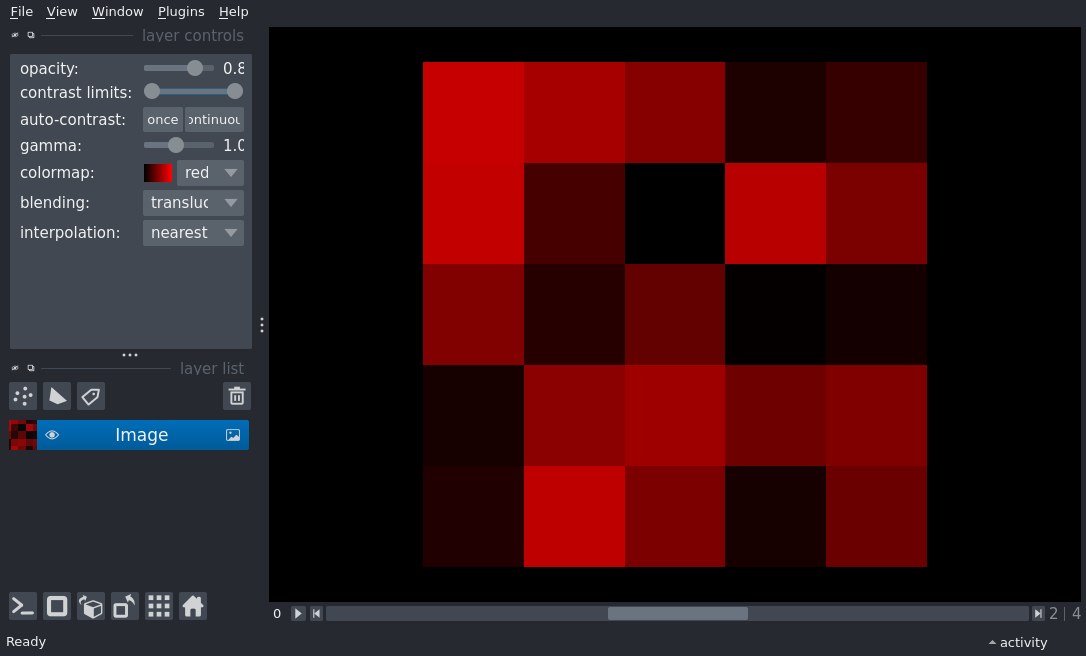 File View Window Plugins Help
layer controls
opacity: 0.8
contrast limits:
auto-contrast: once ontinuou
gamma: 1.0
colormap: red
blending: transluc
interpolation: nearest
layer list
Image
0 2 | 4
Ready activity